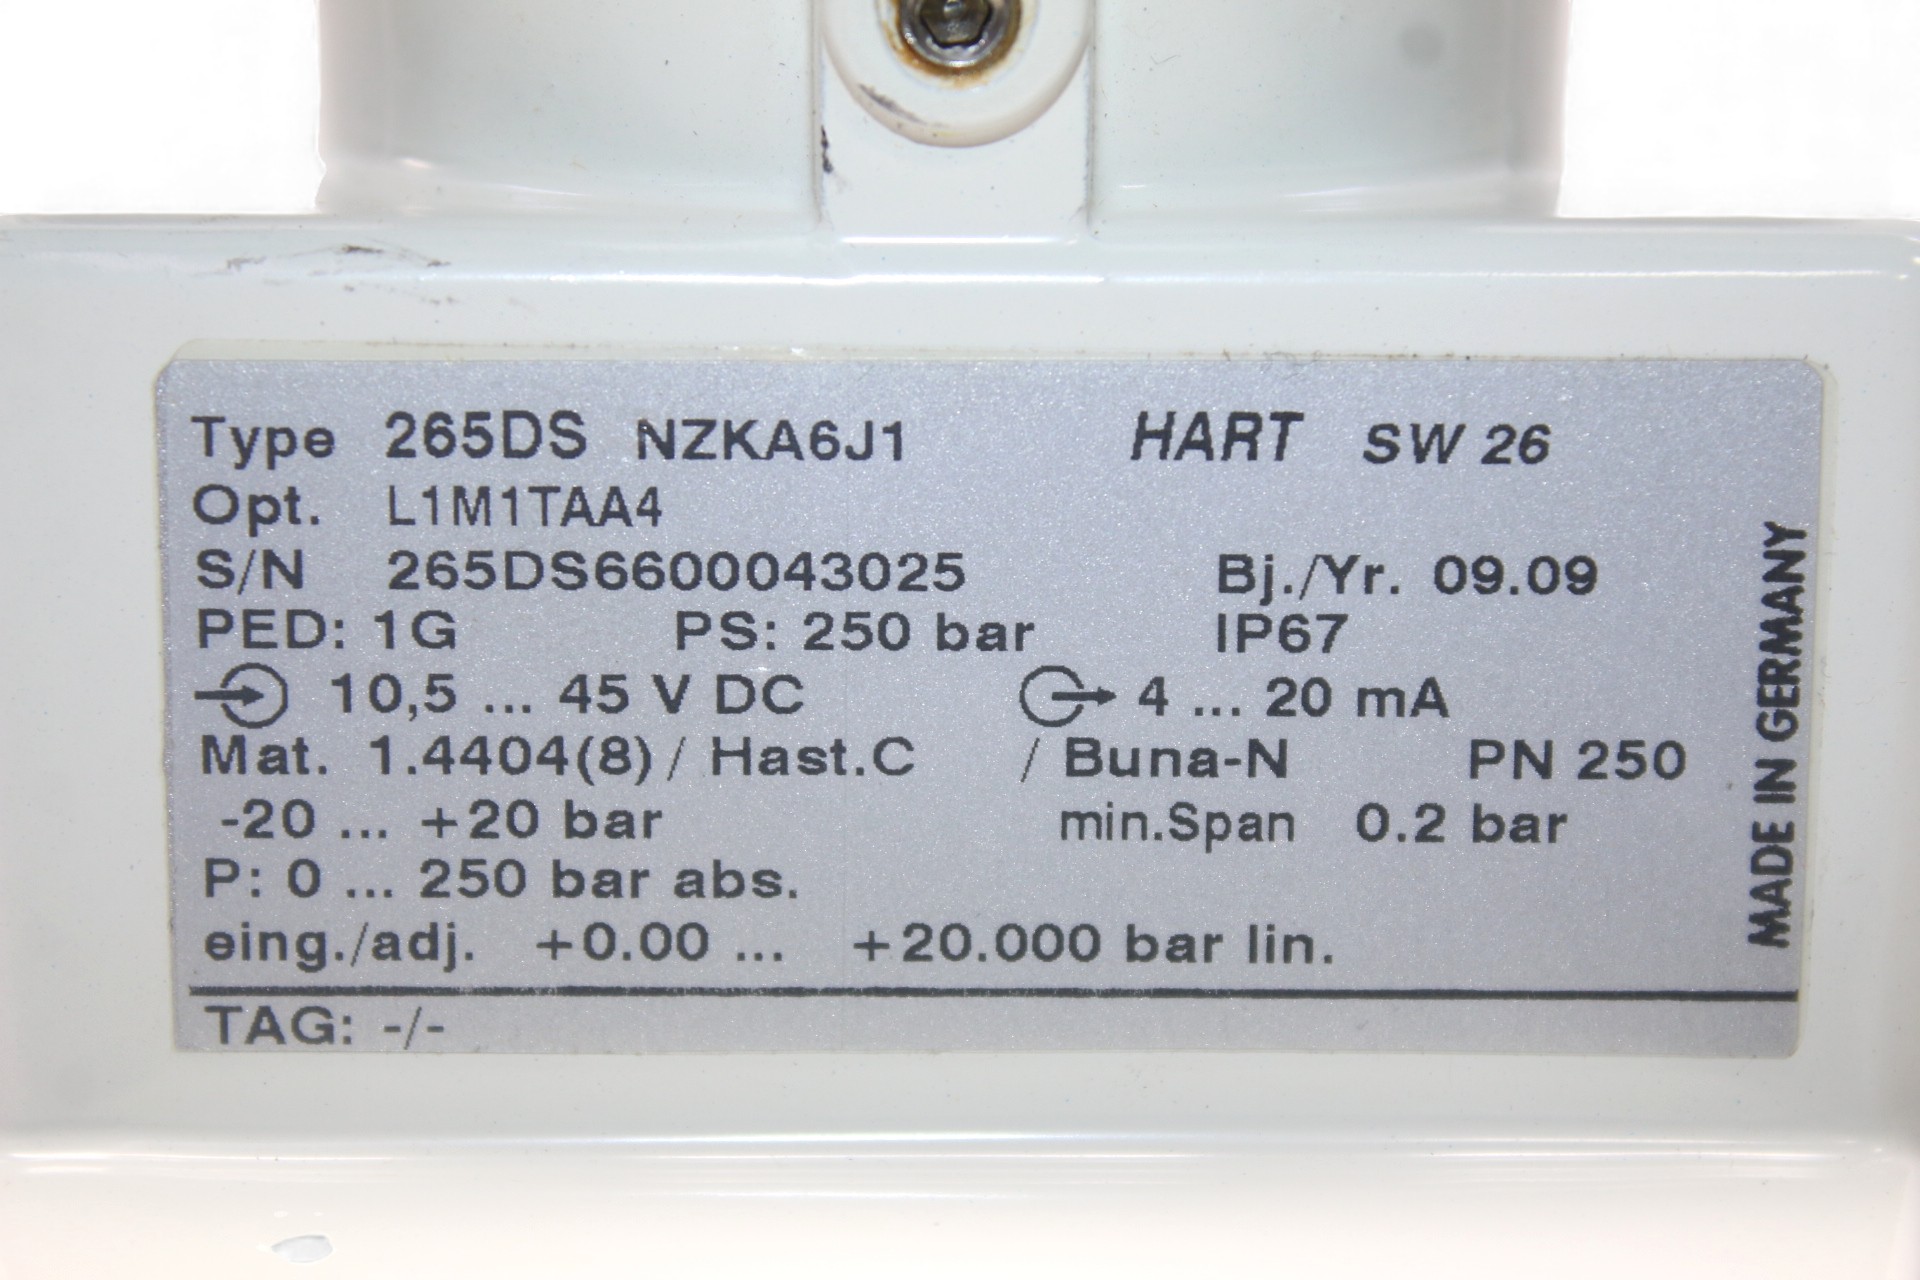 Type 265DS NZKA6J1 HART SW 26
Opt. L1M1TAA4
S/N 265DS6600043025 Bj./Yr. 09.09
PED: 1G PS: 250 bar IP67
10,5 ... 45 V DC 4 ... 20 mA
Mat. 1.4404(8) / Hast.C / Buna-N PN 250
-20 ... +20 bar min.Span 0.2 bar
P: 0 ... 250 bar abs.
eing./adj. +0.00 ... +20.000 bar lin.
TAG: -/-
MADE IN GERMANY